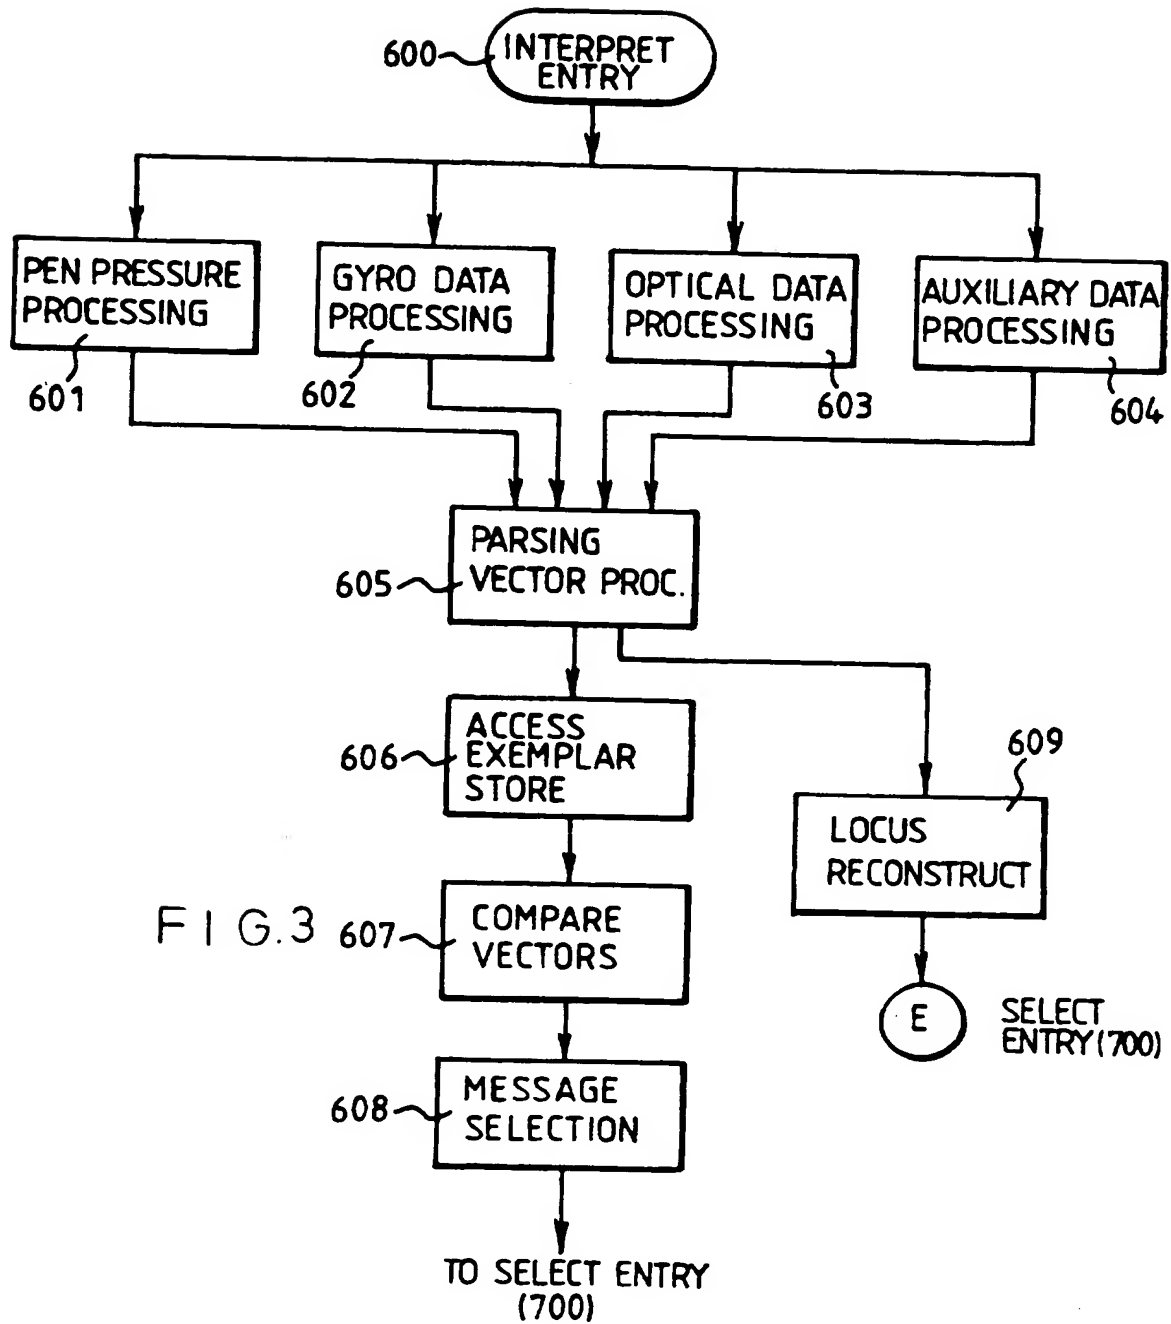 600
INTERPRET
ENTRY
PEN PRESSURE
PROCESSING
601
GYRO DATA
PROCESSING
602
OPTICAL DATA
PROCESSING
603
AUXILIARY DATA
PROCESSING
604
PARSING
VECTOR PROC.
605
ACCESS
EXEMPLAR
STORE
606
609
LOCUS
RECONSTRUCT
FIG.3
607
COMPARE
VECTORS
E
SELECT
ENTRY (700)
608
MESSAGE
SELECTION
TO SELECT ENTRY
(700)